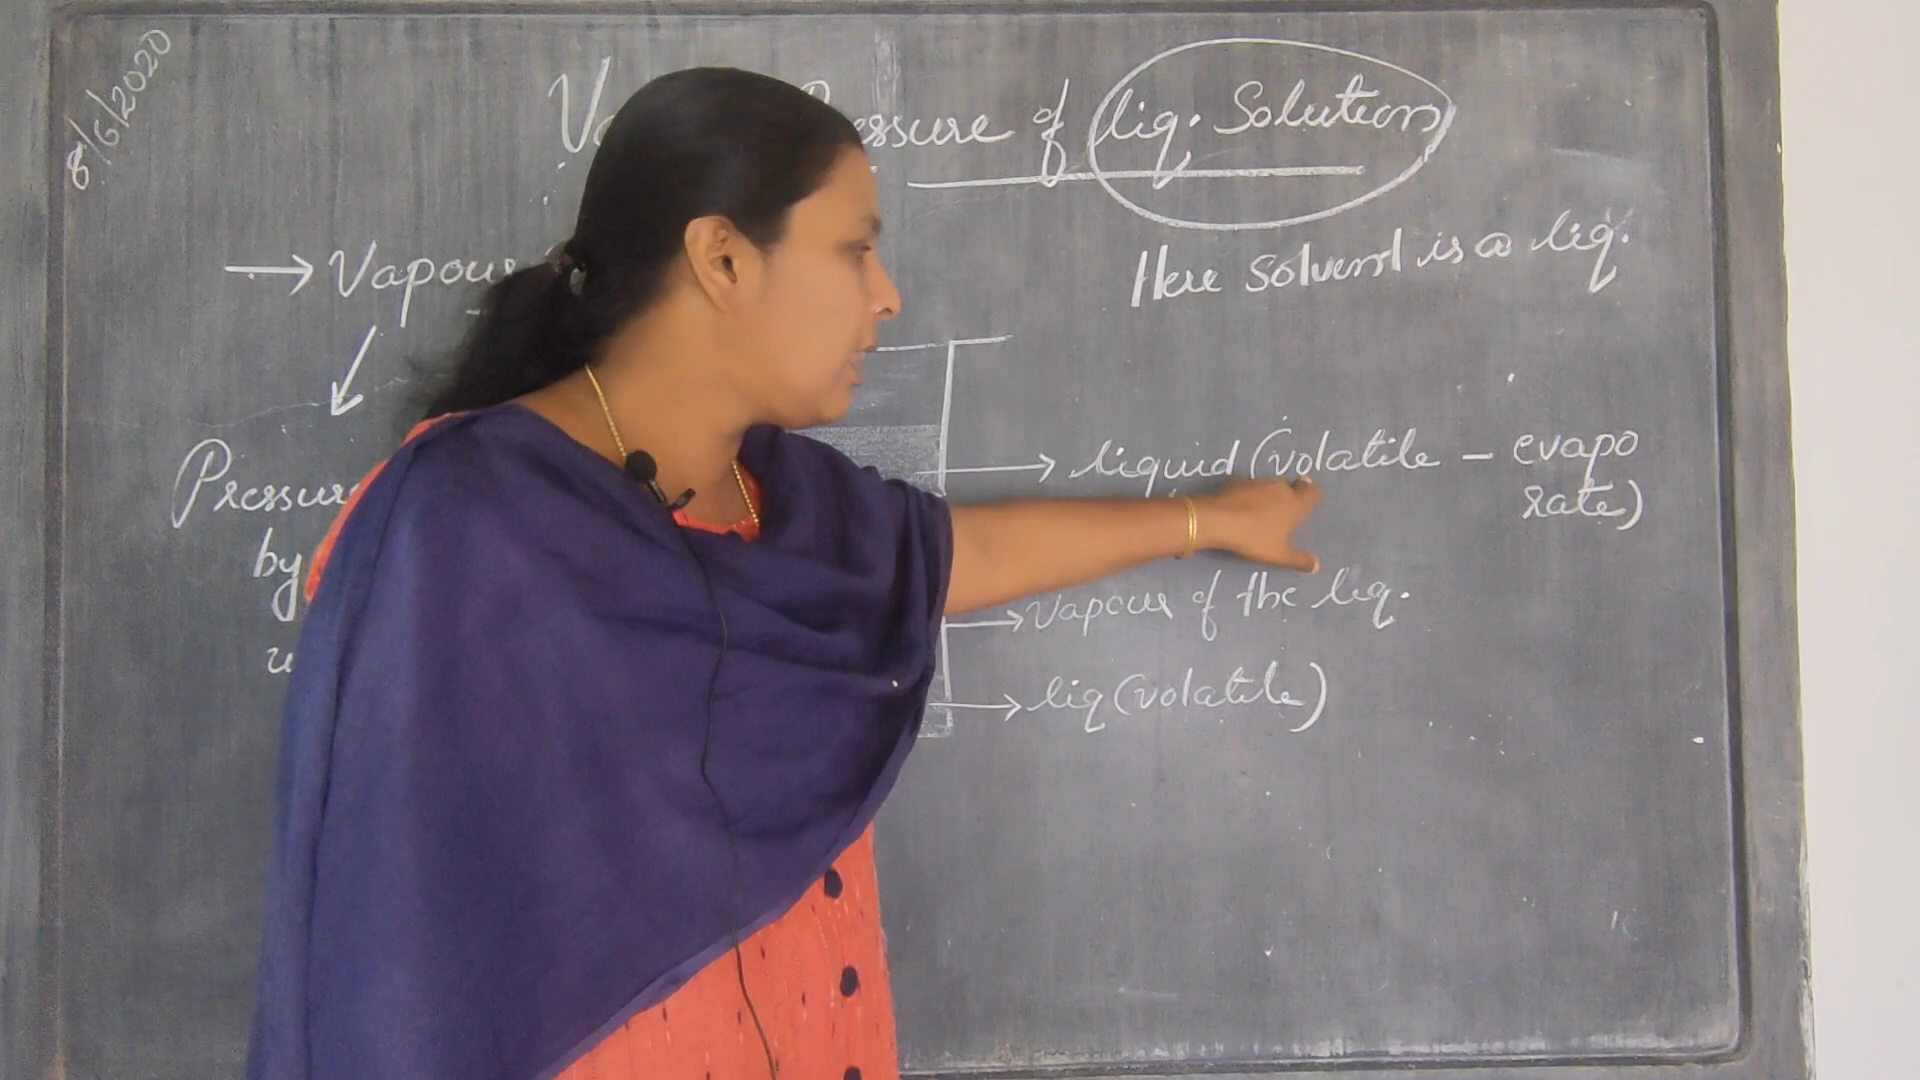 8/6/2020
Pressure of liq. Solution
Here Solvent is a liq.
→ Vapour
Pressure
by
liquid (volatile - evapo
rate)
→ Vapour of the liq.
→ liq (volatile)